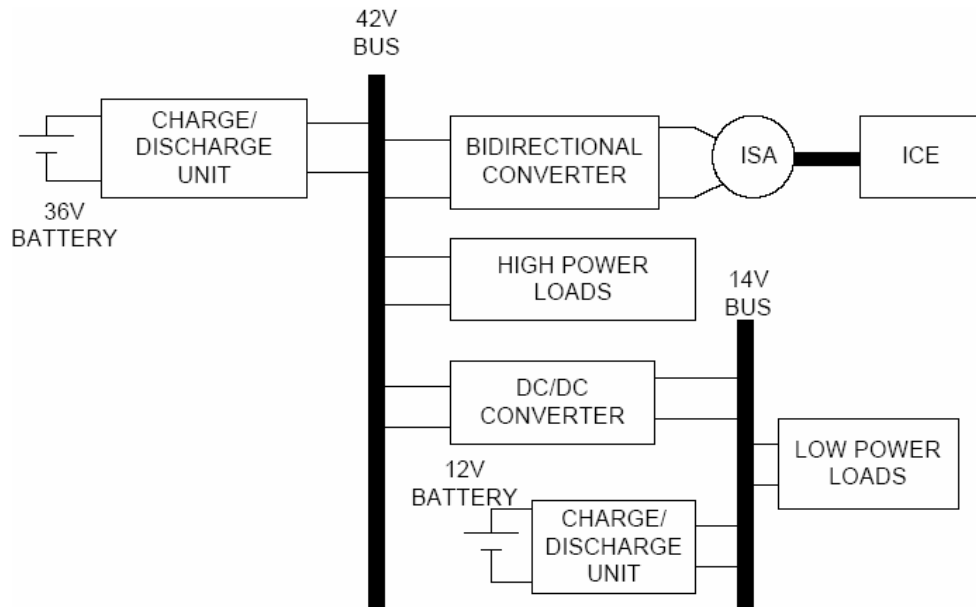 42V
BUS
CHARGE/
DISCHARGE
UNIT
36V
BATTERY
BIDIRECTIONAL
CONVERTER
ISA
ICE
HIGH POWER
LOADS
14V
BUS
DC/DC
CONVERTER
LOW POWER
LOADS
12V
BATTERY
CHARGE/
DISCHARGE
UNIT